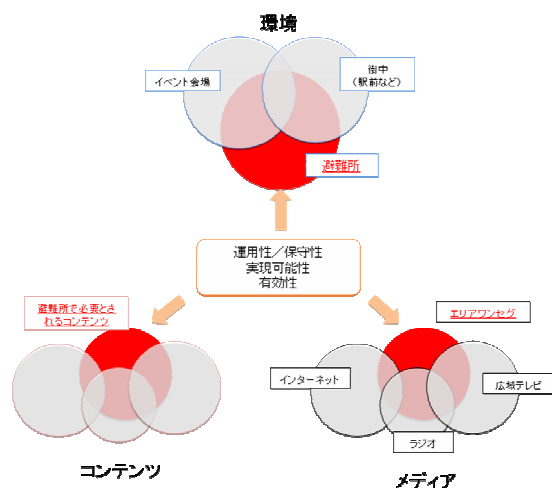 環境
イベント会場
街中
（駅前など）
避難所
運用性／保守性
実現可能性
有効性
避難所で必要とさ
れるコンテンツ
エリアワンセグ
インターネット
広域テレビ
ラジオ
コンテンツ
メディア